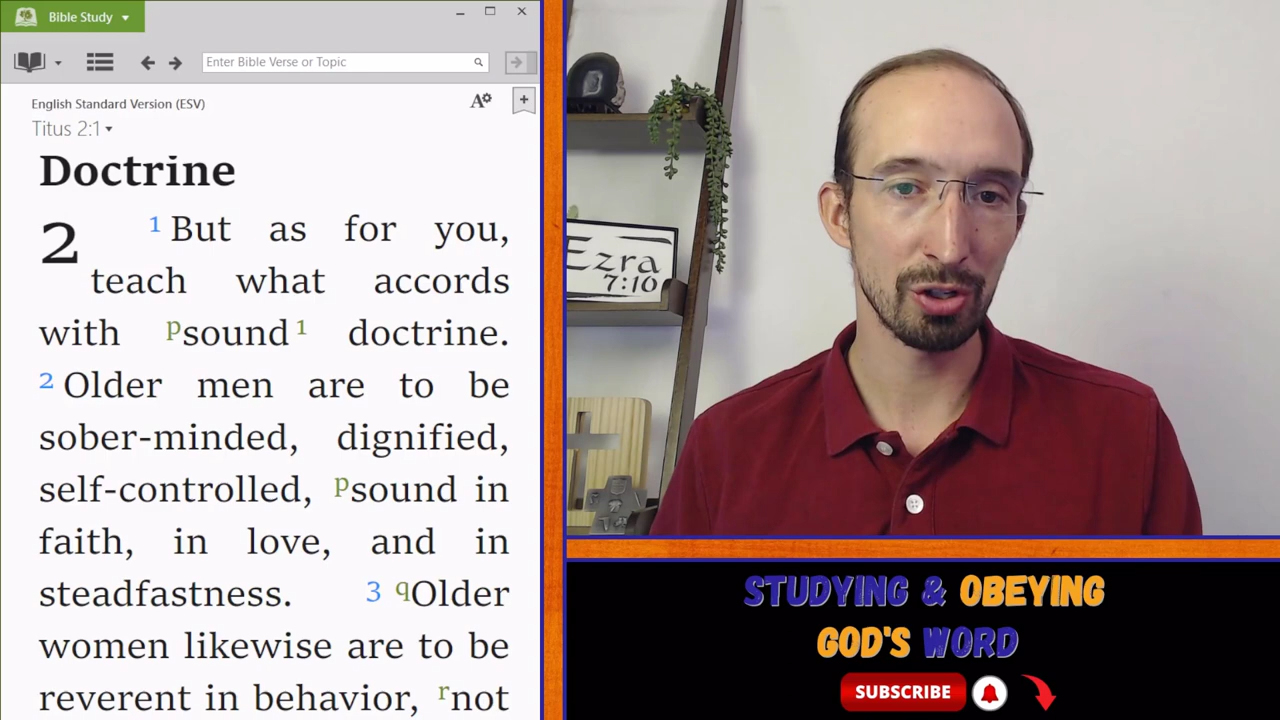 Bible Study
Enter Bible Verse or Topic
English Standard Version (ESV)
Titus 2:1
Doctrine
2 1 But as for you,
teach what accords
with psound1 doctrine.
2 Older men are to be
sober-minded, dignified,
self-controlled, psound in
faith, in love, and in
steadfastness. 3 qOlder
women likewise are to be
reverent in behavior, rnot
Ezra
7:10
STUDYING & OBEYING
GOD'S WORD
SUBSCRIBE